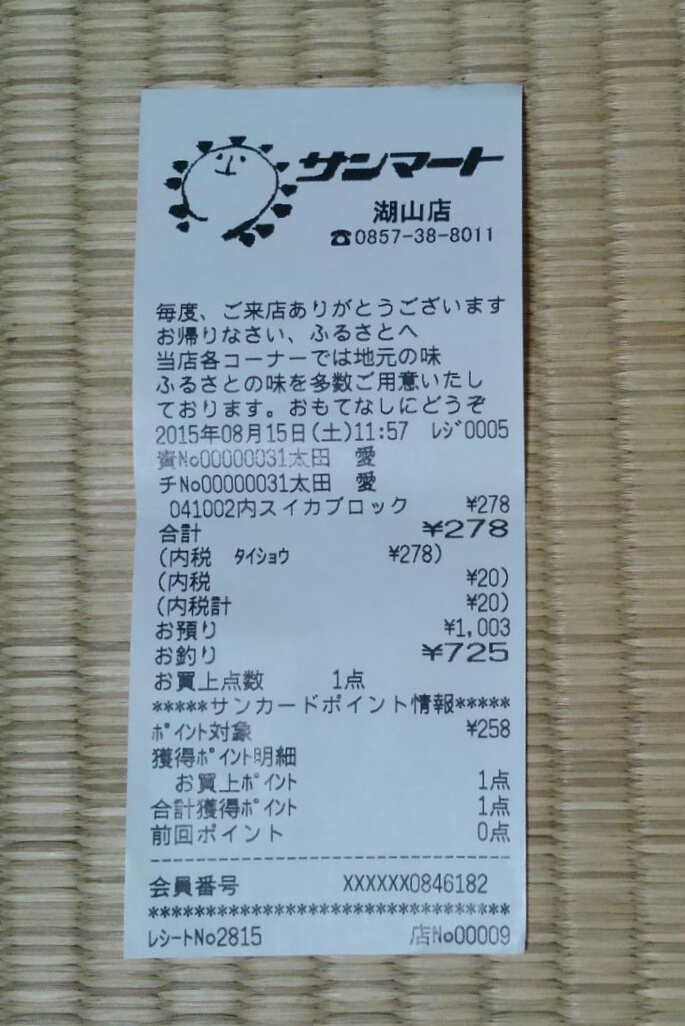 サンマート
湖山店
☎0857-38-8011
毎度、ご来店ありがとうございます
お帰りなさい、ふるさとへ
当店各コーナーでは地元の味
ふるさとの味を多数ご用意いたし
ております。おもてなしにどうぞ
2015年08月15日(土)11:57 ﾚｼﾞ0005
責No00000031太田 愛
チNo00000031太田 愛
041002内スイカブロック ¥278
合計 ¥278
(内税 ﾀｲｼｮｳ ¥278)
(内税 ¥20)
(内税計 ¥20)
お預り ¥1,003
お釣り ¥725
お買上点数 1点
*****サンカードポイント情報*****
ﾎﾟｲﾝﾄ対象 ¥258
獲得ﾎﾟｲﾝﾄ明細
お買上ﾎﾟｲﾝﾄ 1点
合計獲得ﾎﾟｲﾝﾄ 1点
前回ポイント 0点
--------------------------------
会員番号 XXXXXX0846182
********************************
ﾚｼｰﾄNo2815 店No00009